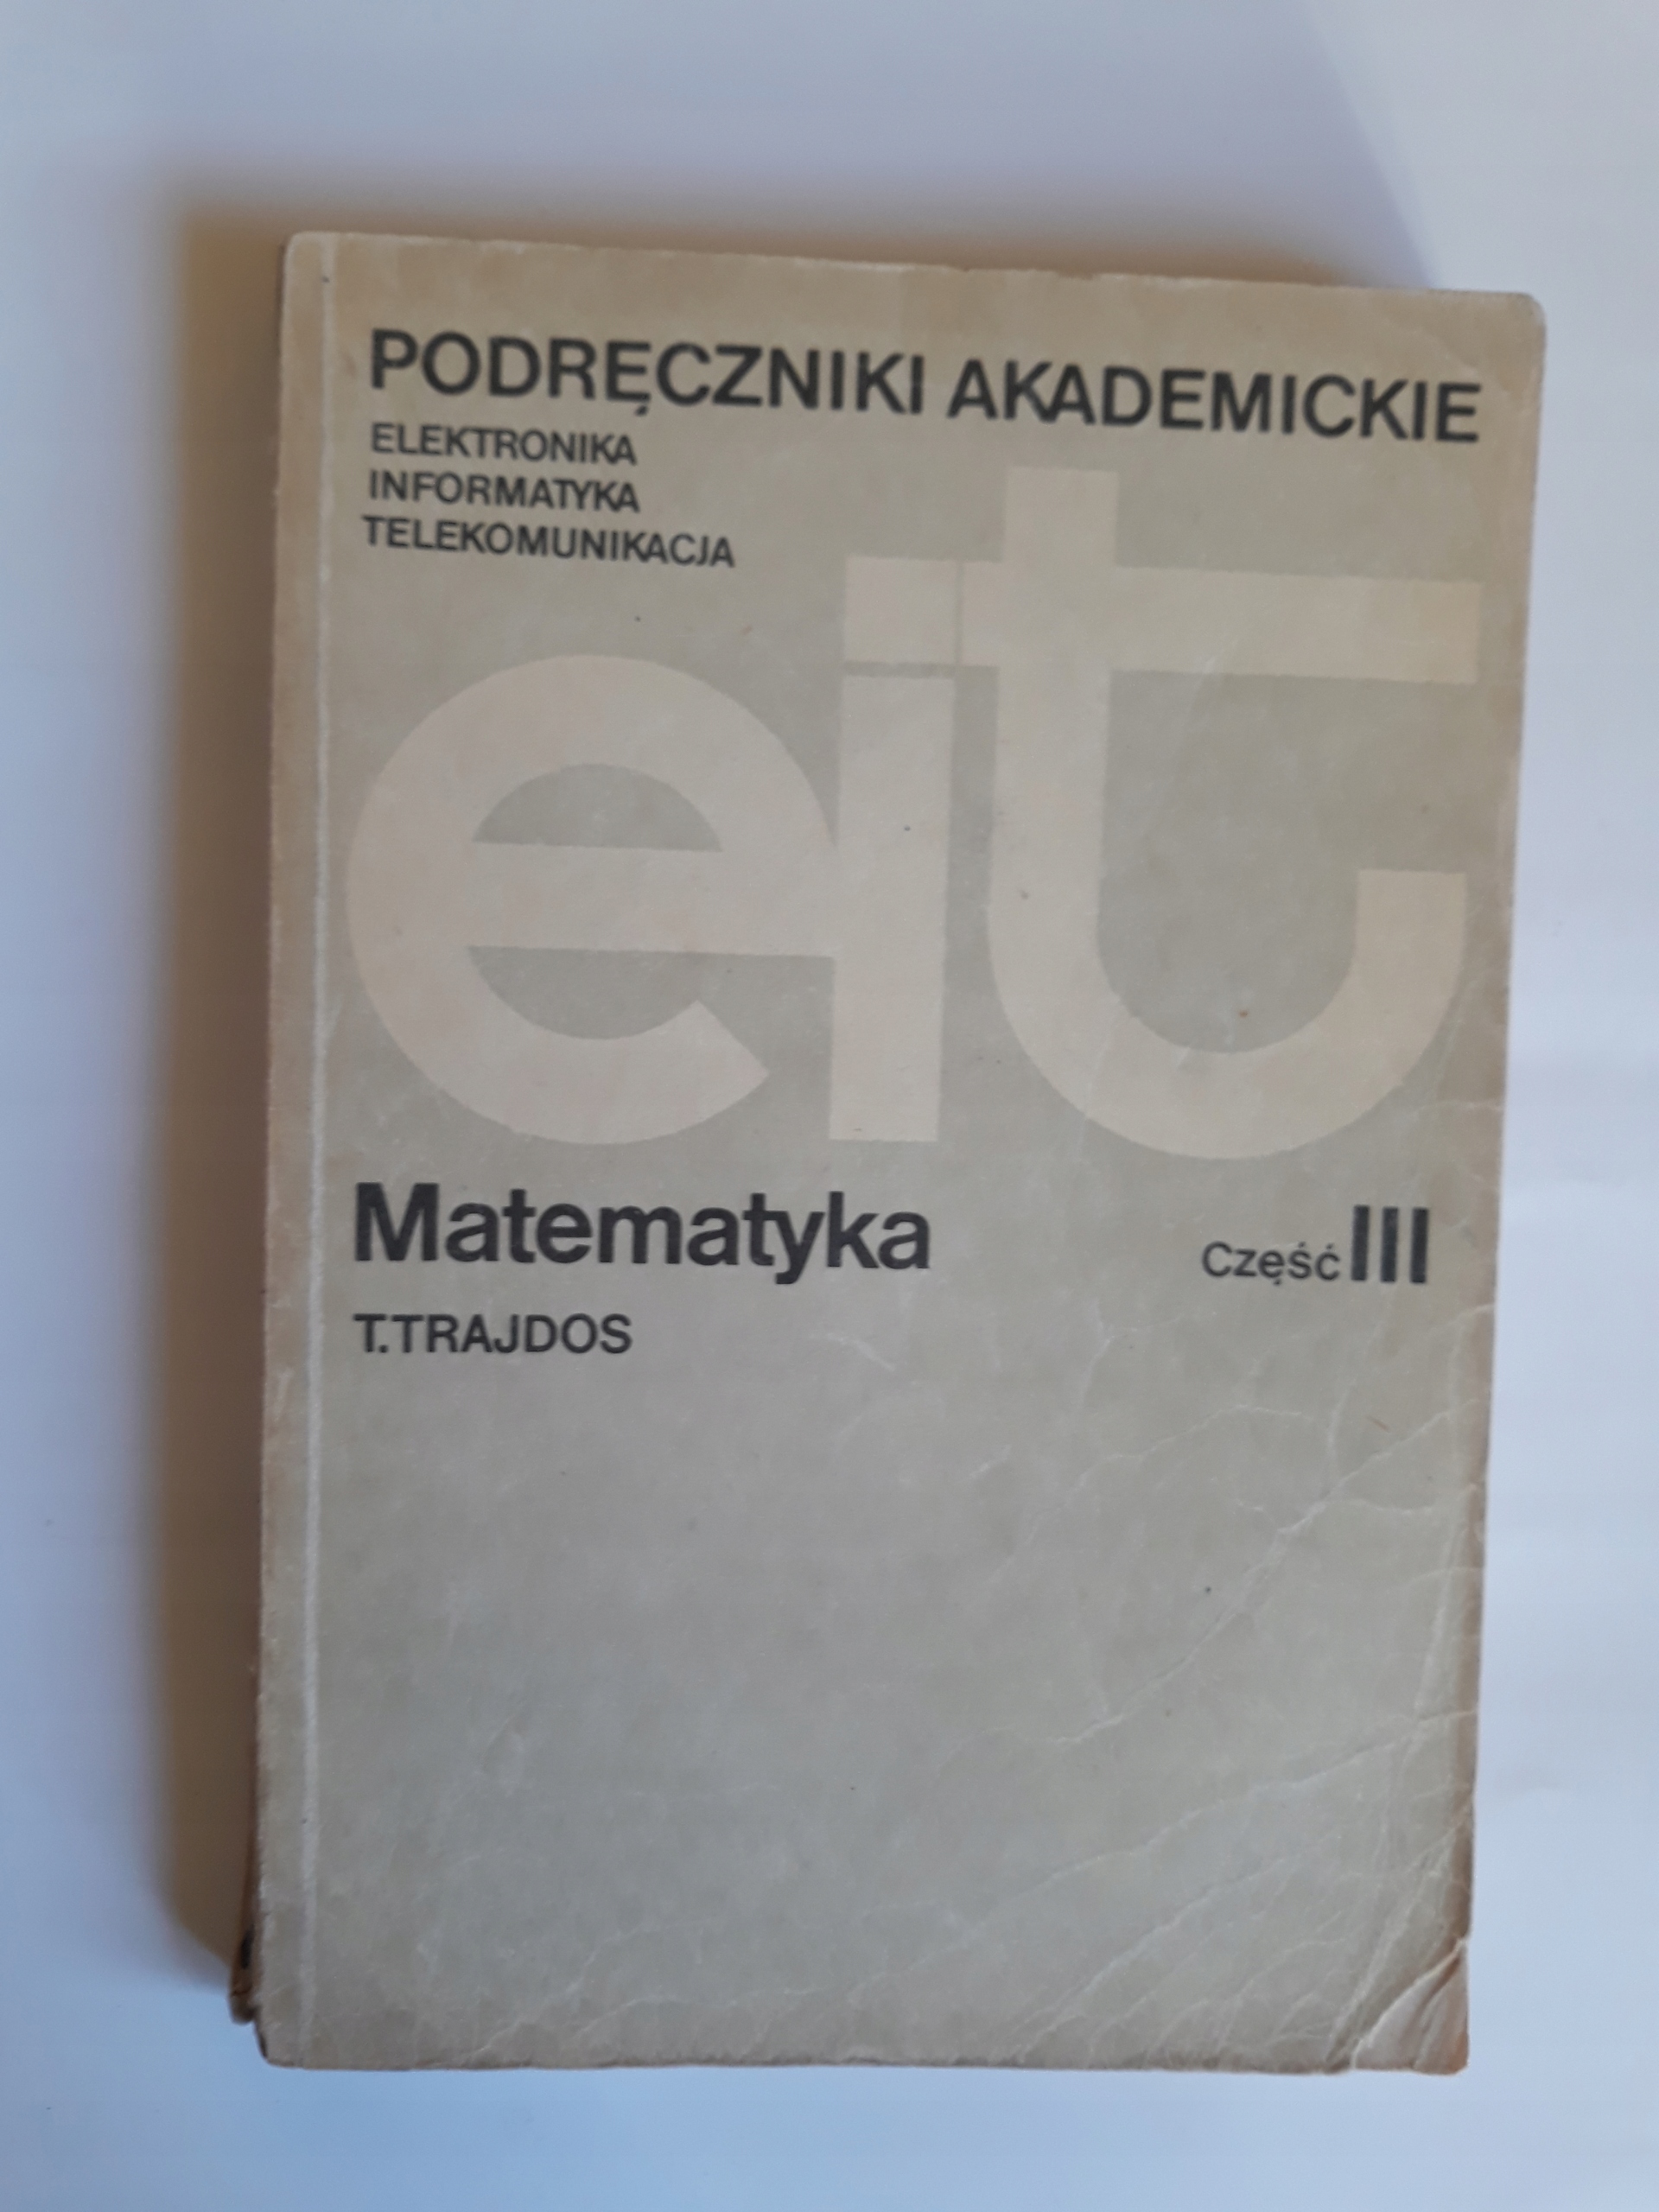 PODRĘCZNIKI AKADEMICKIE
ELEKTRONIKA
INFORMATYKA
TELEKOMUNIKACJA
eit
Matematyka Część III
T. TRAJDOS